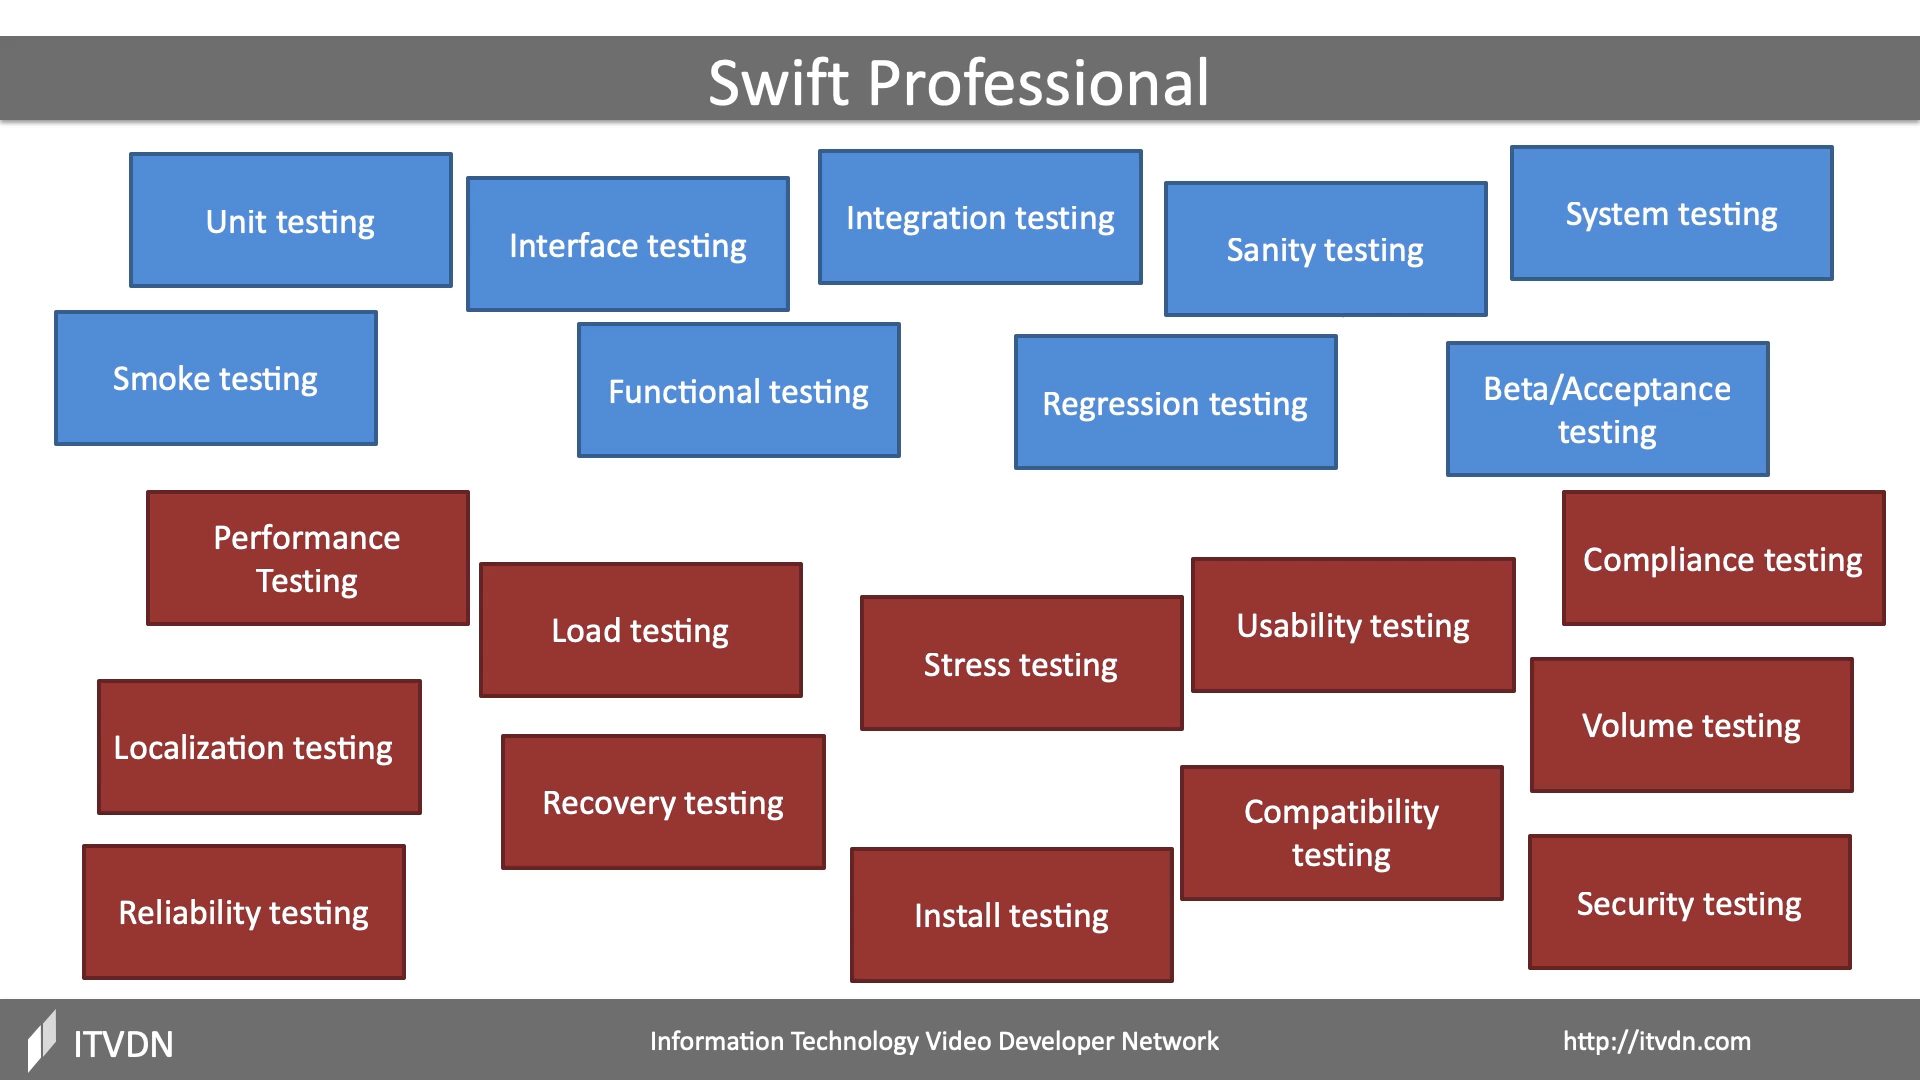 Swift Professional
Unit testing
Interface testing
Integration testing
Sanity testing
System testing
Smoke testing
Functional testing
Regression testing
Beta/Acceptance
testing
Performance
Testing
Load testing
Stress testing
Usability testing
Compliance testing
Localization testing
Recovery testing
Compatibility
testing
Volume testing
Reliability testing
Install testing
Security testing
ITVDN
Information Technology Video Developer Network
http://itvdn.com